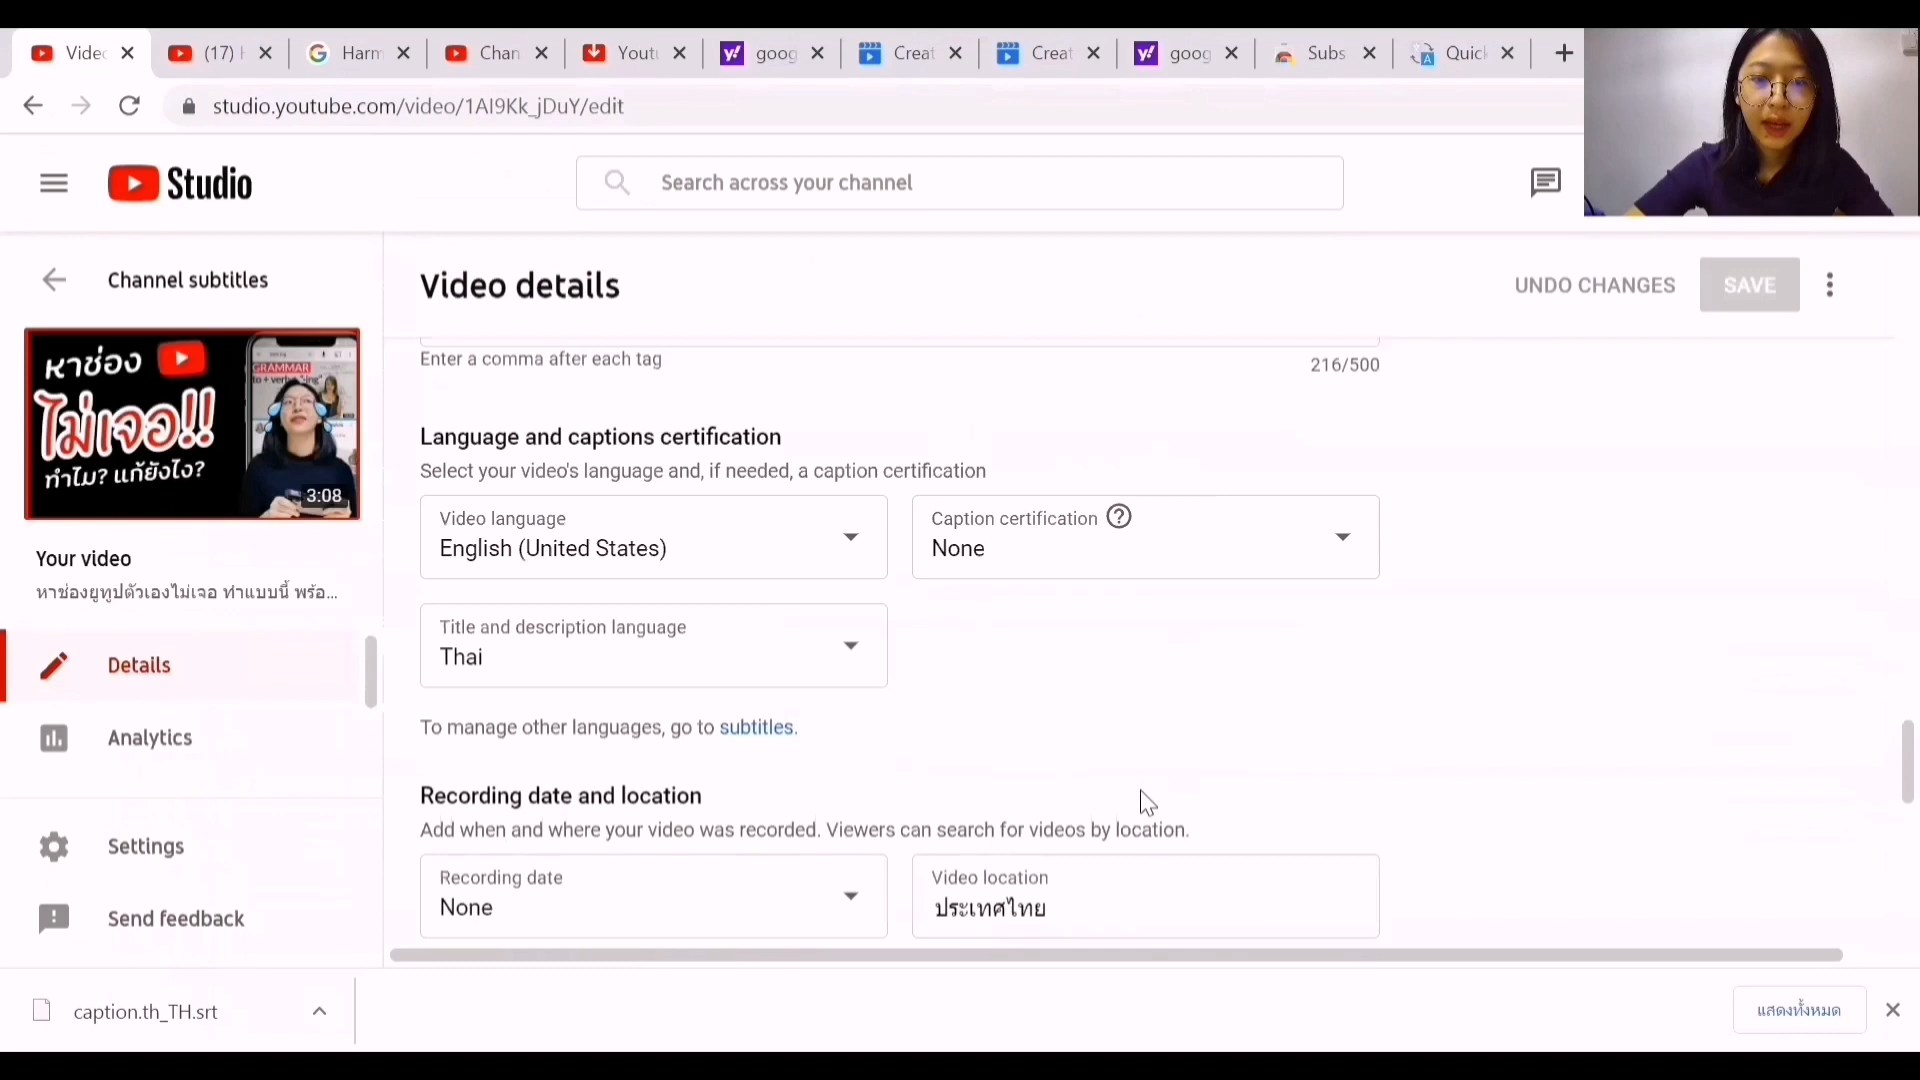 Video
(17) H
Harm
Chan
Youtu
goog
Creat
Creat
goog
Subs
Quick
studio.youtube.com/video/1AI9Kk_jDuY/edit
Studio
Search across your channel
Channel subtitles
Video details
UNDO CHANGES
SAVE
หาช่อง
ไม่เจอ!!
ทำไม? แก้ยังไง?
GRAMMAR
to + verb "-ing"
3:08
Enter a comma after each tag
216/500
Language and captions certification
Select your video's language and, if needed, a caption certification
Video language
English (United States)
Caption certification
None
Your video
หาช่องยูทูปตัวเองไม่เจอ ทำแบบนี้ พร้อ...
Title and description language
Thai
Details
To manage other languages, go to subtitles.
Analytics
Recording date and location
Add when and where your video was recorded. Viewers can search for videos by location.
Settings
Recording date
None
Video location
ประเทศไทย
Send feedback
caption.th_TH.srt
แสดงทั้งหมด